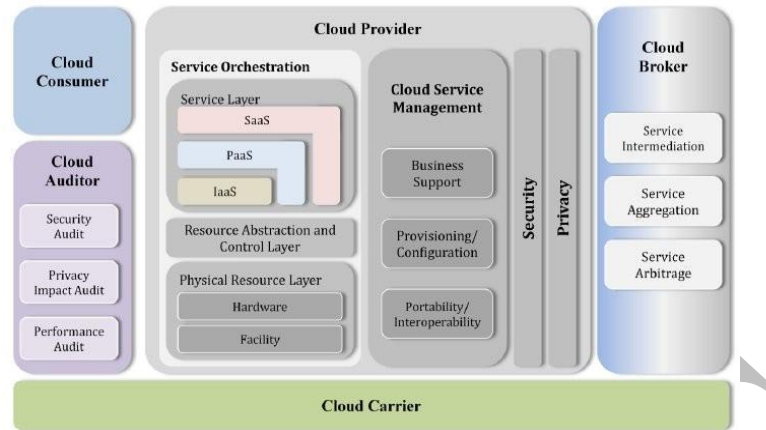 Cloud
Consumer
Cloud
Auditor
Security
Audit
Privacy
Impact Audit
Performance
Audit
Cloud Provider
Service Orchestration
Service Layer
SaaS
PaaS
IaaS
Resource Abstraction and
Control Layer
Physical Resource Layer
Hardware
Facility
Cloud Service
Management
Business
Support
Provisioning/
Configuration
Portability/
Interoperability
Security
Privacy
Cloud
Broker
Service
Intermediation
Service
Aggregation
Service
Arbitrage
Cloud Carrier